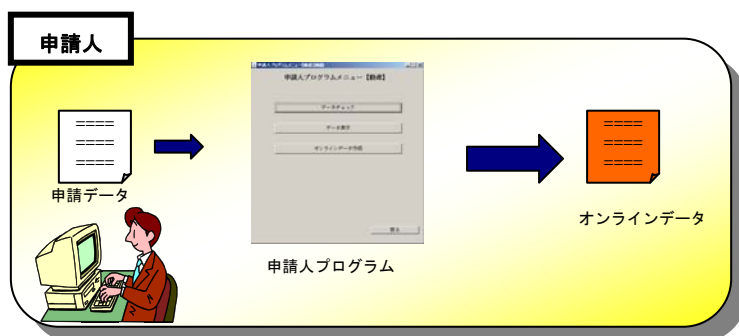 申請人
申請人プログラムメニュー【動産】
データチェック
データ表示
オンラインデータ作成
戻る
申請データ
申請人プログラム
オンラインデータ